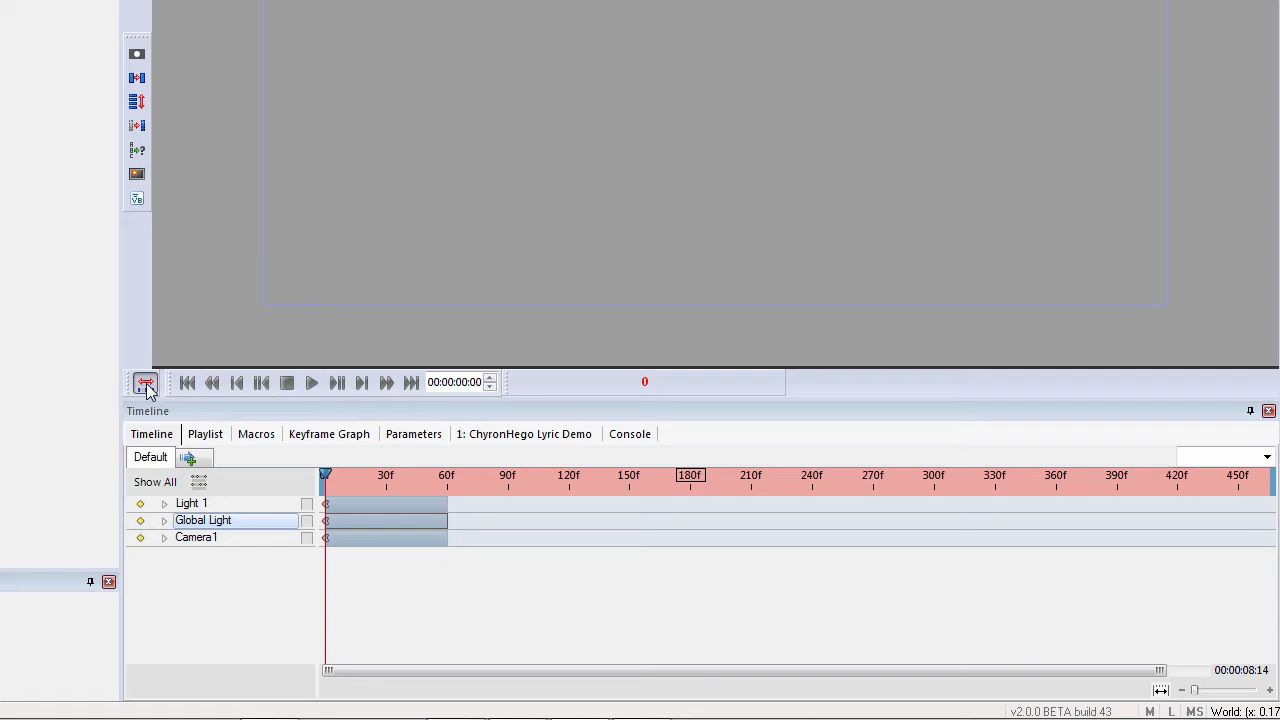 00:00:00:00
0
Timeline
Timeline Playlist Macros Keyframe Graph Parameters 1: ChyronHego Lyric Demo Console
Default
Show All
30f 60f 90f 120f 150f 180f 210f 240f 270f 300f 330f 360f 390f 420f 450f
Light 1
Global Light
Camera1
00:00:08:14
v2.0.0 BETA build 43 M L MS World: (x: 0.17